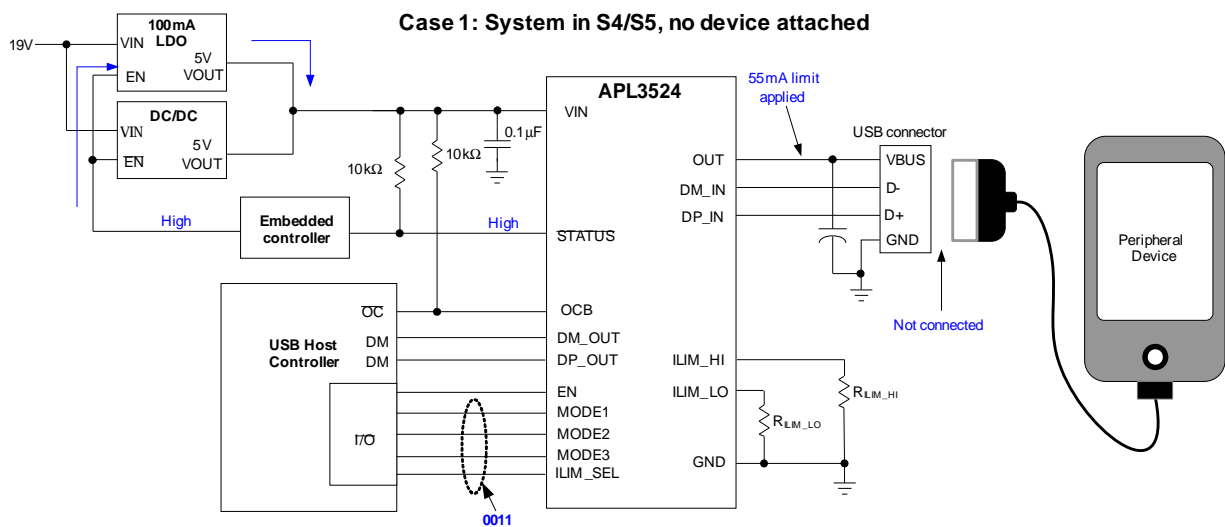 Case 1: System in S4/S5, no device attached
19V
100mA
LDO
VIN
EN
5V
VOUT
DC/DC
VIN
EN
5V
VOUT
High
Embedded
controller
10kΩ
10kΩ
0.1μF
High
APL3524
VIN
STATUS
OCB
DM_OUT
DP_OUT
EN
MODE1
MODE2
MODE3
ILIM_SEL
OUT
DM_IN
DP_IN
ILIM_HI
ILIM_LO
GND
USB Host
Controller
OC
DM
DM
I/O
0011
55mA limit
applied
USB connector
VBUS
D-
D+
GND
Not connected
RILIM_HI
RILIM_LO
Peripheral
Device